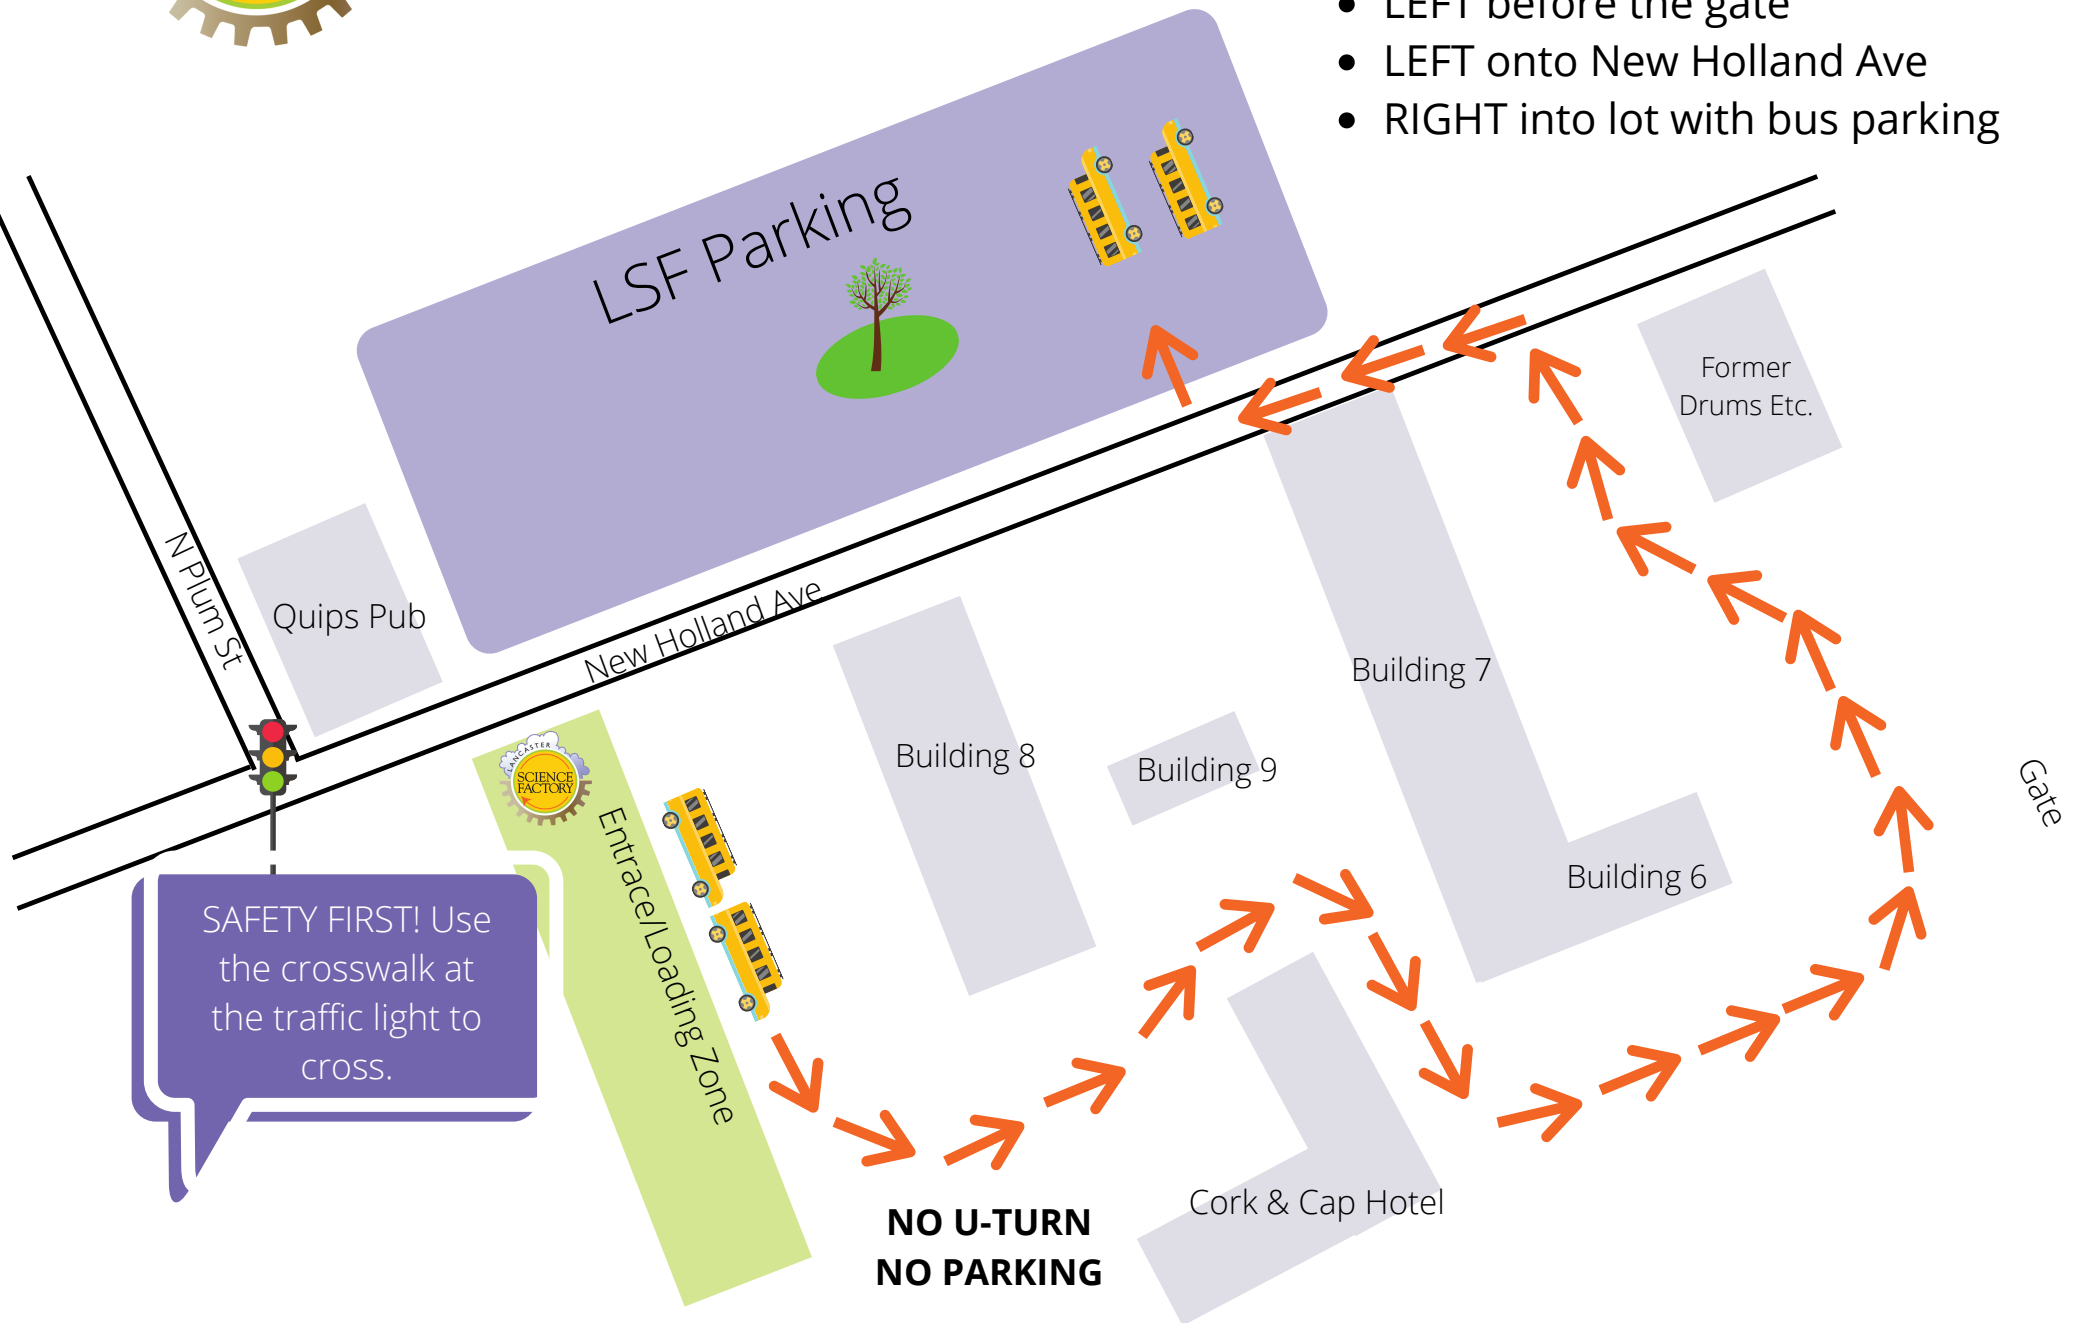 LEFT before the gate
LEFT onto New Holland Ave
RIGHT into lot with bus parking
LSF Parking
Former
Drums Etc.
N Plum St
Quips Pub
New Holland Ave
Building 7
LANCASTER
SCIENCE
FACTORY
Building 8
Building 9
Gate
Entrace/Loading Zone
Building 6
SAFETY FIRST! Use
the crosswalk at
the traffic light to
cross.
Cork & Cap Hotel
NO U-TURN
NO PARKING